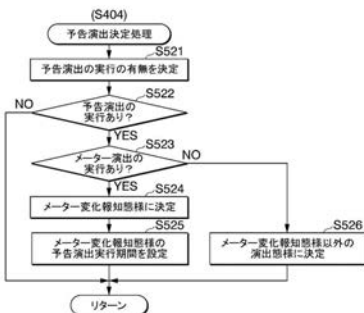 (S404)
予告演出決定処理
S521
予告演出の実行の有無を決定
S522
NO
予告演出の
実行あり?
YES
S523
メーター演出の
実行あり?
NO
YES
S524
メーター変化報知態様に決定
S525
メーター変化報知態様の
予告演出実行期間を設定
S526
メーター変化報知態様以外の
演出態様に決定
リターン